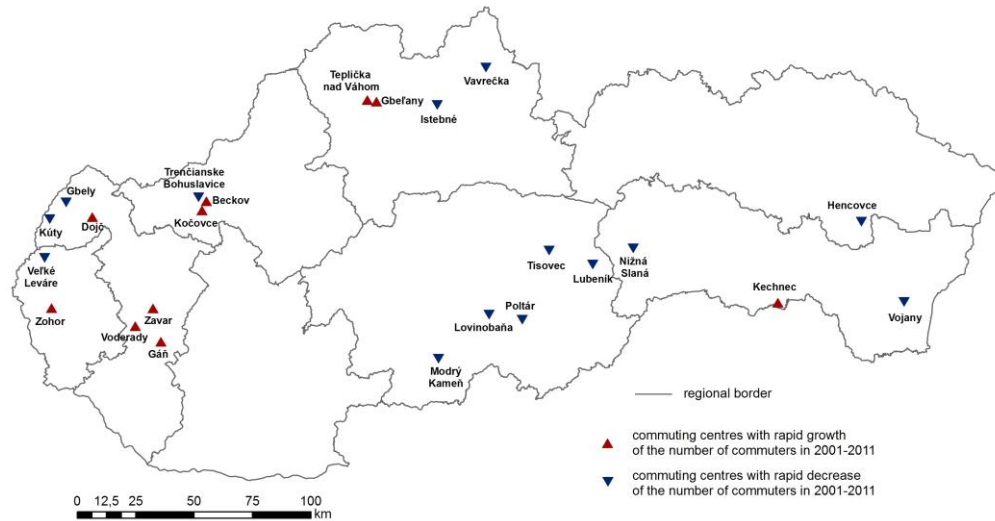 Teplička
nad Váhom
Gbeľany
Vavrečka
Istebné
Trenčianske
Bohuslavice
Beckov
Kočovce
Gbely
Kúty
Dojč
Veľké
Leváre
Zohor
Zavar
Voderady
Gáň
Hencovce
Tisovec
Lubeník
Nižná
Slaná
Kechnec
Vojany
Poltár
Lovinobaňa
Modrý
Kameň
regional border
commuting centres with rapid growth
of the number of commuters in 2001-2011
commuting centres with rapid decrease
of the number of commuters in 2001-2011
0 12,5 25 50 75 100
km